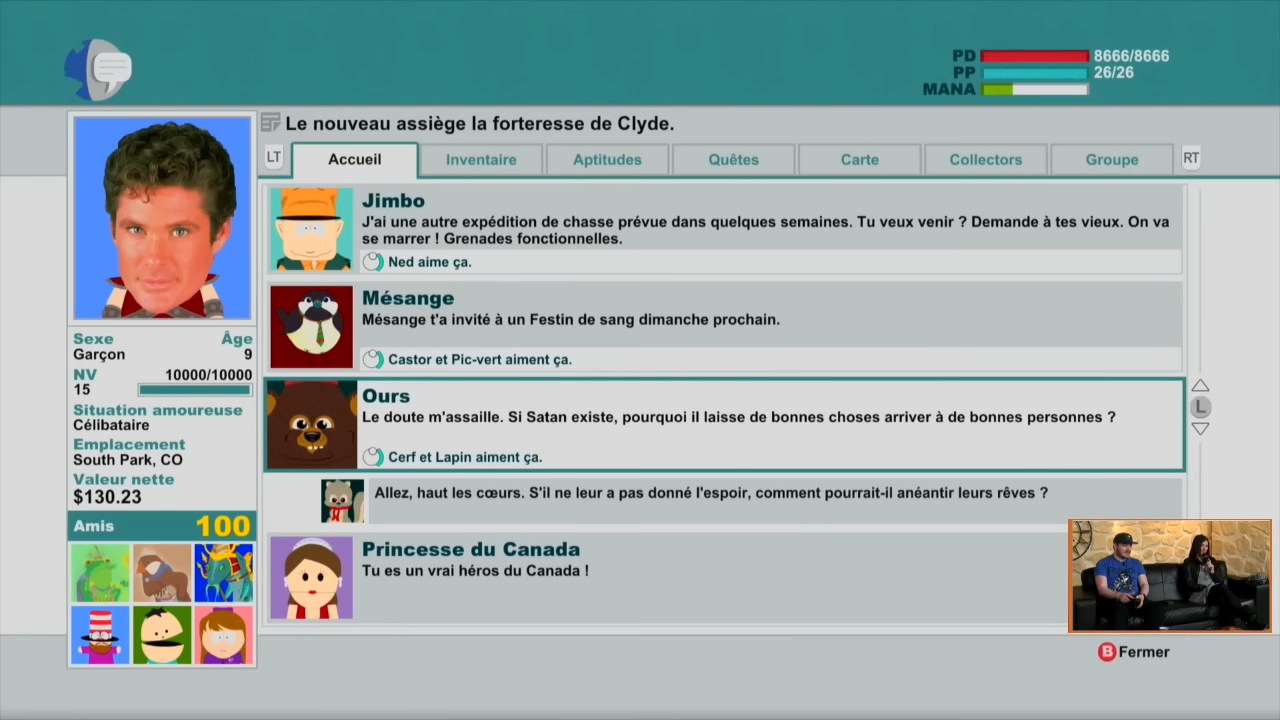 PD 8666/8666
PP 26/26
MANA
Le nouveau assiège la forteresse de Clyde.
LT Accueil Inventaire Aptitudes Quêtes Carte Collectors Groupe RT
Sexe Âge
Garçon 9
NV 10000/10000
15
Situation amoureuse
Célibataire
Emplacement
South Park, CO
Valeur nette
$130.23
Amis 100
Jimbo
J'ai une autre expédition de chasse prévue dans quelques semaines. Tu veux venir ? Demande à tes vieux. On va
se marrer ! Grenades fonctionnelles.
Ned aime ça.
Mésange
Mésange t'a invité à un Festin de sang dimanche prochain.
Castor et Pic-vert aiment ça.
Ours
Le doute m'assaille. Si Satan existe, pourquoi il laisse de bonnes choses arriver à de bonnes personnes ?
Cerf et Lapin aiment ça.
L
Allez, haut les cœurs. S'il ne leur a pas donné l'espoir, comment pourrait-il anéantir leurs rêves ?
Princesse du Canada
Tu es un vrai héros du Canada !
B Fermer